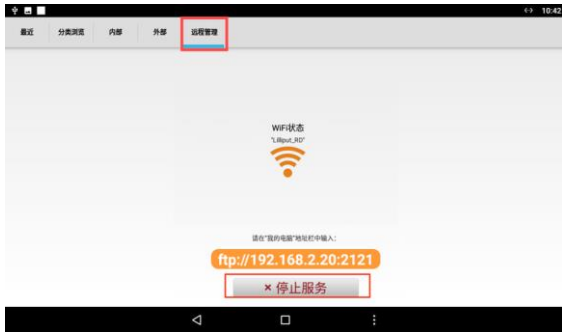 10:42
最近 分类浏览 内部 外部 远程管理
WiFi状态
"Lilliput_RD"
请在"我的电脑"地址栏中输入:
ftp://192.168.2.20:2121
× 停止服务